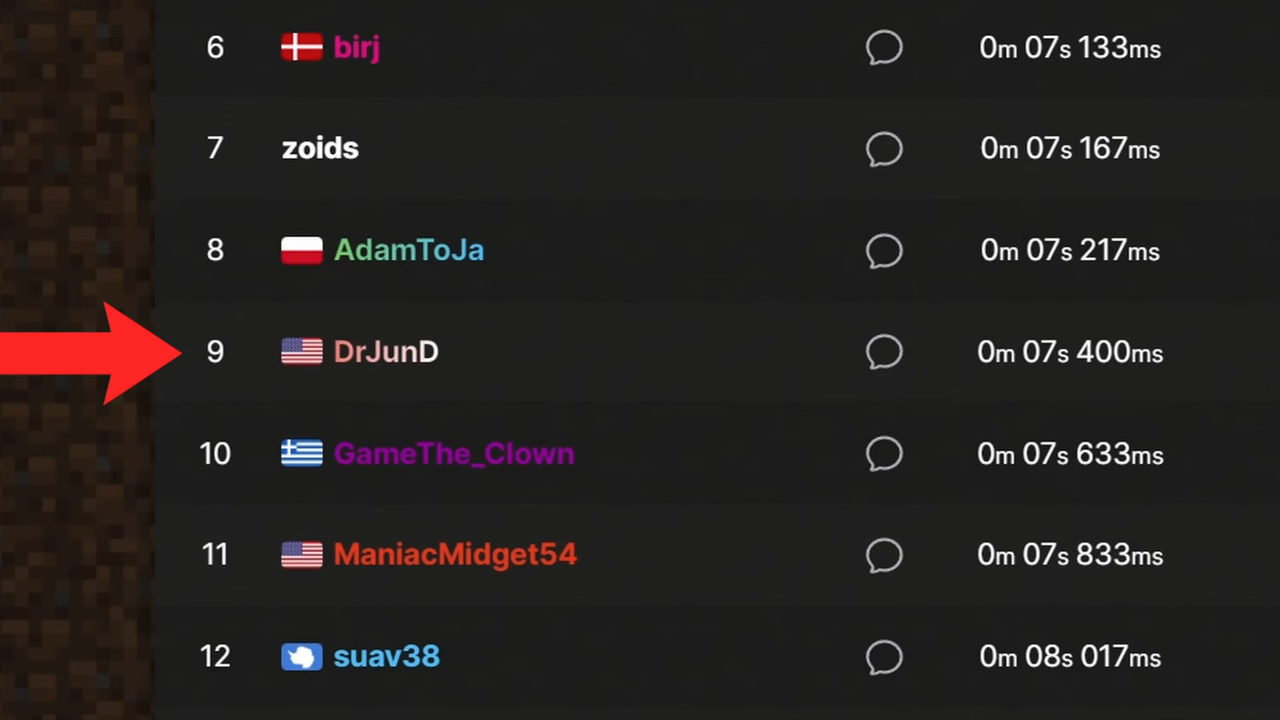 6 birj 0m 07s 133ms
7 zoids 0m 07s 167ms
8 AdamToJa 0m 07s 217ms
9 DrJunD 0m 07s 400ms
10 GameThe_Clown 0m 07s 633ms
11 ManiacMidget54 0m 07s 833ms
12 suav38 0m 08s 017ms